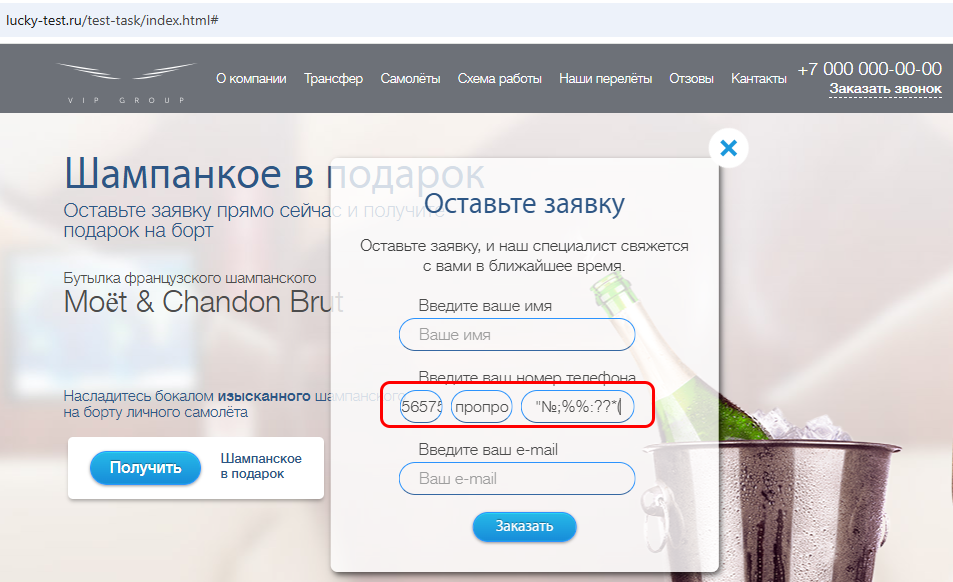 lucky-test.ru/test-task/index.html#
VIP GROUP
О компании Трансфер Самолёты Схема работы Наши перелёты Отзывы Контакты
+7 000 000-00-00
Заказать звонок
Шампанкое в подарок
Оставьте заявку прямо сейчас и получите
подарок на борт
Бутылка французского шампанского
Moët & Chandon Brut
Насладитесь бокалом изысканного шампанского
на борту личного самолёта
Получить
Шампанское
в подарок
Оставьте заявку
Оставьте заявку, и наш специалист свяжется
с вами в ближайшее время.
Введите ваше имя
Ваше имя
Введите ваш номер телефона
56575 пропро "№;%%:??*(
Введите ваш e-mail
Ваш e-mail
Заказать